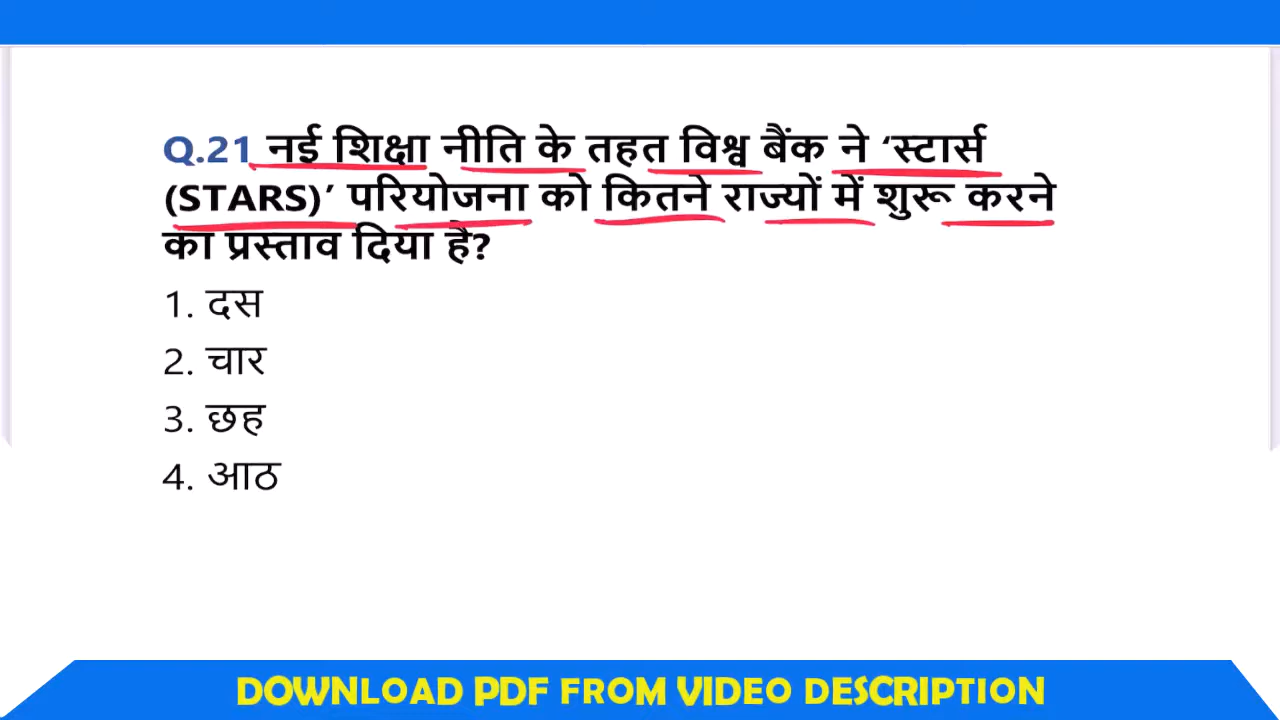 Q.21 नई शिक्षा नीति के तहत विश्व बैंक ने ‘स्टार्स
(STARS)’ परियोजना को कितने राज्यों में शुरू करने
का प्रस्ताव दिया है?
1. दस
2. चार
3. छह
4. आठ
DOWNLOAD PDF FROM VIDEO DESCRIPTION